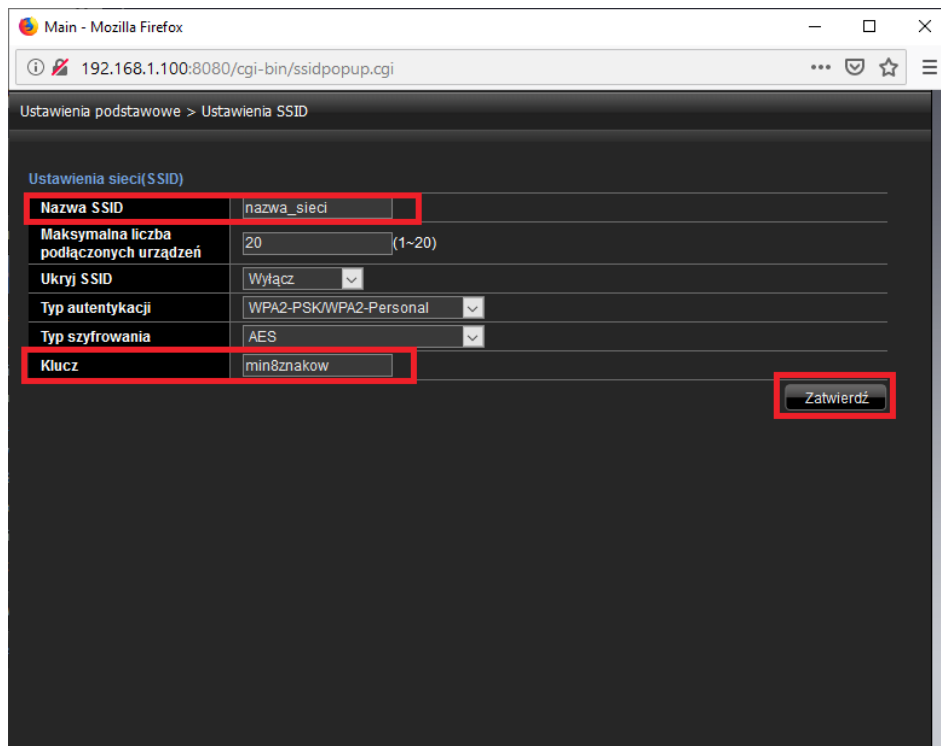 Main - Mozilla Firefox
192.168.1.100:8080/cgi-bin/ssidpopup.cgi
Ustawienia podstawowe > Ustawienia SSID
Ustawienia sieci(SSID)
Nazwa SSID nazwa_sieci
Maksymalna liczba
podłączonych urządzeń 20 (1~20)
Ukryj SSID Wyłącz
Typ autentykacji WPA2-PSK/WPA2-Personal
Typ szyfrowania AES
Klucz min8znakow
Zatwierdź